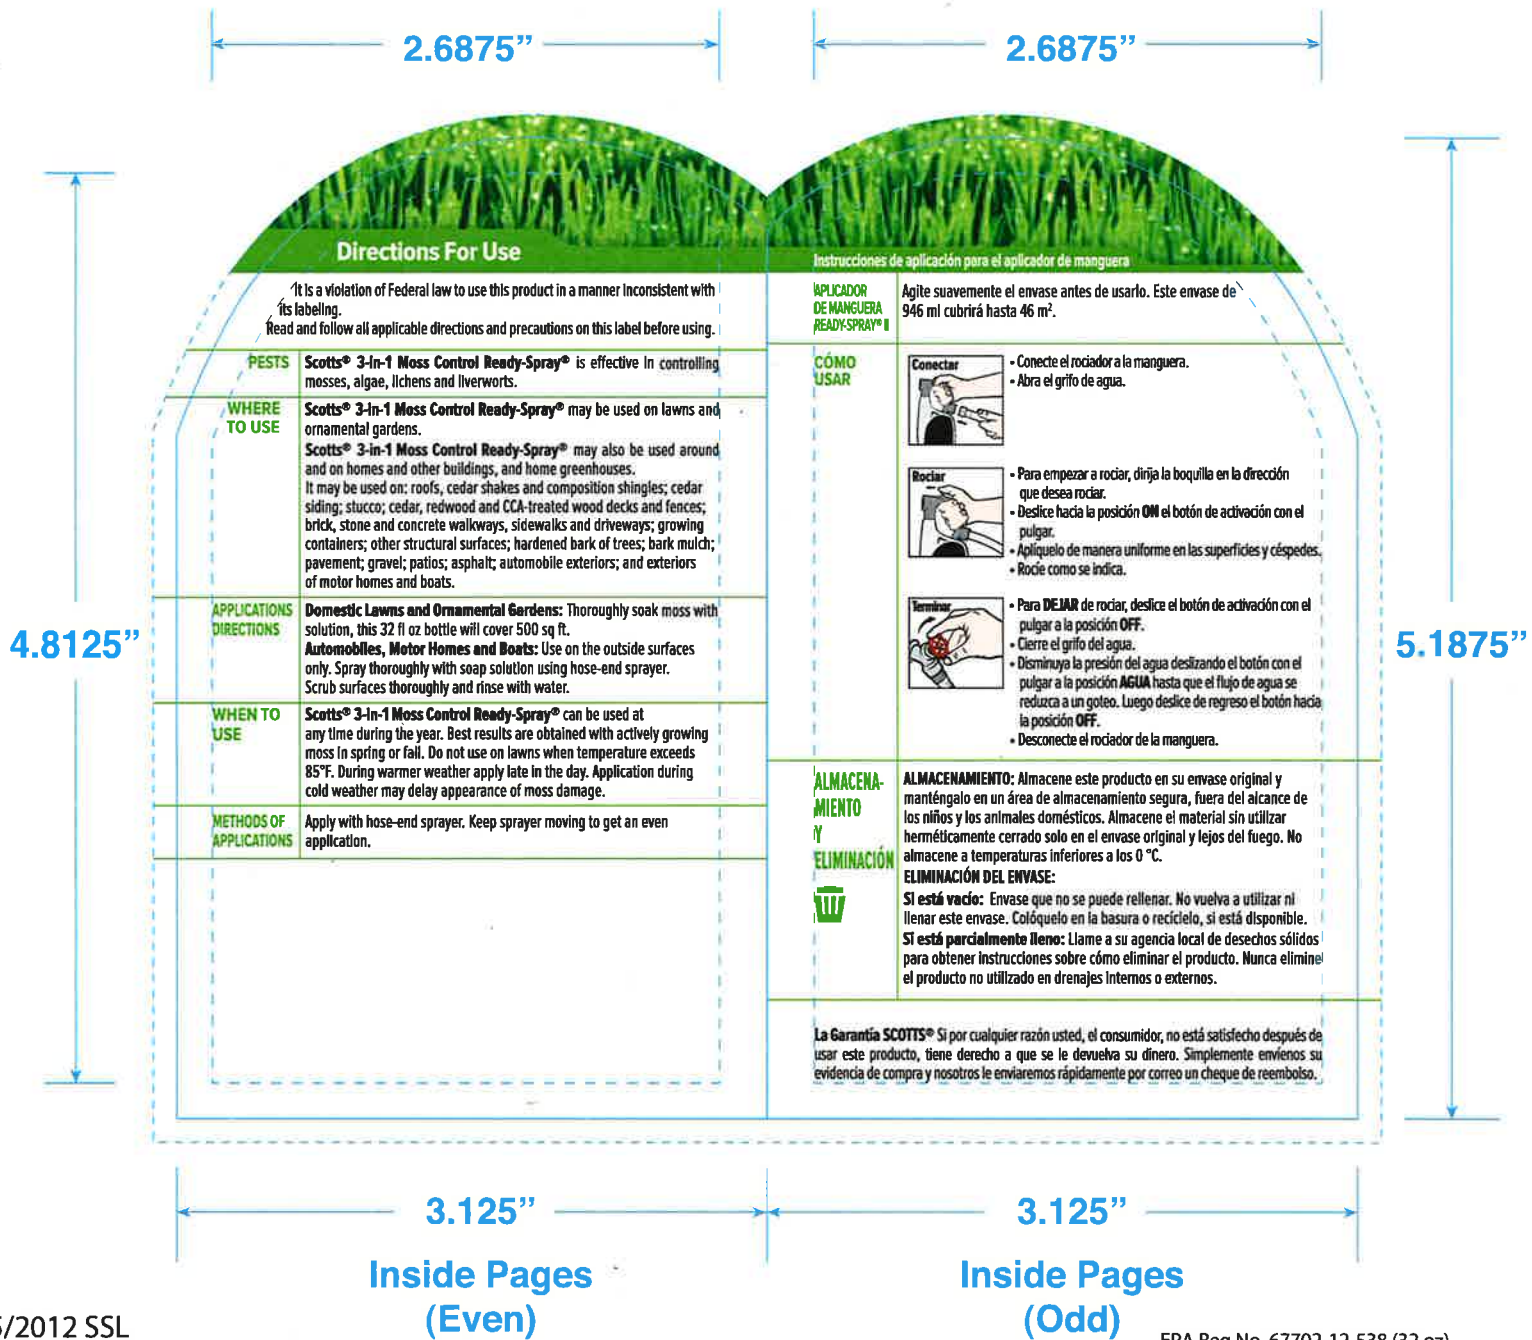 2.6875”
2.6875”
4.8125”
5.1875”
Directions For Use
It is a violation of Federal law to use this product in a manner inconsistent with
its labeling.
Read and follow all applicable directions and precautions on this label before using.
PESTS
Scotts® 3-in-1 Moss Control Ready-Spray® is effective in controlling
mosses, algae, lichens and liverworts.
WHERE
TO USE
Scotts® 3-in-1 Moss Control Ready-Spray® may be used on lawns and
ornamental gardens.
Scotts® 3-in-1 Moss Control Ready-Spray® may also be used around
and on homes and other buildings, and home greenhouses.
It may be used on: roofs, cedar shakes and composition shingles; cedar
siding; stucco; cedar, redwood and CCA-treated wood decks and fences;
brick, stone and concrete walkways, sidewalks and driveways; growing
containers; other structural surfaces; hardened bark of trees; bark mulch;
pavement; gravel; patios; asphalt; automobile exteriors; and exteriors
of motor homes and boats.
APPLICATIONS
DIRECTIONS
Domestic Lawns and Ornamental Gardens: Thoroughly soak moss with
solution, this 32 fl oz bottle will cover 500 sq ft.
Automobiles, Motor Homes and Boats: Use on the outside surfaces
only. Spray thoroughly with soap solution using hose-end sprayer.
Scrub surfaces thoroughly and rinse with water.
WHEN TO
USE
Scotts® 3-in-1 Moss Control Ready-Spray® can be used at
any time during the year. Best results are obtained with actively growing
moss in spring or fall. Do not use on lawns when temperature exceeds
85°F. During warmer weather apply late in the day. Application during
cold weather may delay appearance of moss damage.
METHODS OF
APPLICATIONS
Apply with hose-end sprayer. Keep sprayer moving to get an even
application.
Instrucciones de aplicación para el aplicador de manguera
APLICADOR
DE MANGUERA
READY-SPRAY® II
Agite suavemente el envase antes de usarlo. Este envase de
946 ml cubrirá hasta 46 m².
CÓMO
USAR
Conectar
• Conecte el rociador a la manguera.
• Abra el grifo de agua.
Rociar
• Para empezar a rociar, dirija la boquilla en la dirección
que desea rociar.
• Deslice hacia la posición ON el botón de activación con el
pulgar.
• Aplíquelo de manera uniforme en las superficies y céspedes.
• Rocíe como se indica.
Terminar
• Para DEJAR de rociar, deslice el botón de activación con el
pulgar a la posición OFF.
• Cierre el grifo del agua.
• Disminuya la presión del agua deslizando el botón con el
pulgar a la posición AGUA hasta que el flujo de agua se
reduzca a un goteo. Luego deslice de regreso el botón hacia
la posición OFF.
• Desconecte el rociador de la manguera.
ALMACENA-
MIENTO
Y
ELIMINACIÓN
ALMACENAMIENTO: Almacene este producto en su envase original y
manténgalo en un área de almacenamiento segura, fuera del alcance de
los niños y los animales domésticos. Almacene el material sin utilizar
herméticamente cerrado solo en el envase original y lejos del fuego. No
almacene a temperaturas inferiores a los 0 °C.
ELIMINACIÓN DEL ENVASE:
Si está vacío: Envase que no se puede rellenar. No vuelva a utilizar ni
llenar este envase. Colóquelo en la basura o recíclelo, si está disponible.
Si está parcialmente lleno: Llame a su agencia local de desechos sólidos
para obtener instrucciones sobre cómo eliminar el producto. Nunca elimine
el producto no utilizado en drenajes internos o externos.
La Garantía SCOTTS® Si por cualquier razón usted, el consumidor, no está satisfecho después de
usar este producto, tiene derecho a que se le devuelva su dinero. Simplemente envíenos su
evidencia de compra y nosotros le enviaremos rápidamente por correo un cheque de reembolso.
3.125”
3.125”
Inside Pages
(Even)
Inside Pages
(Odd)
/2012 SSL
EPA Reg No. 67702-12-538 (32 oz)